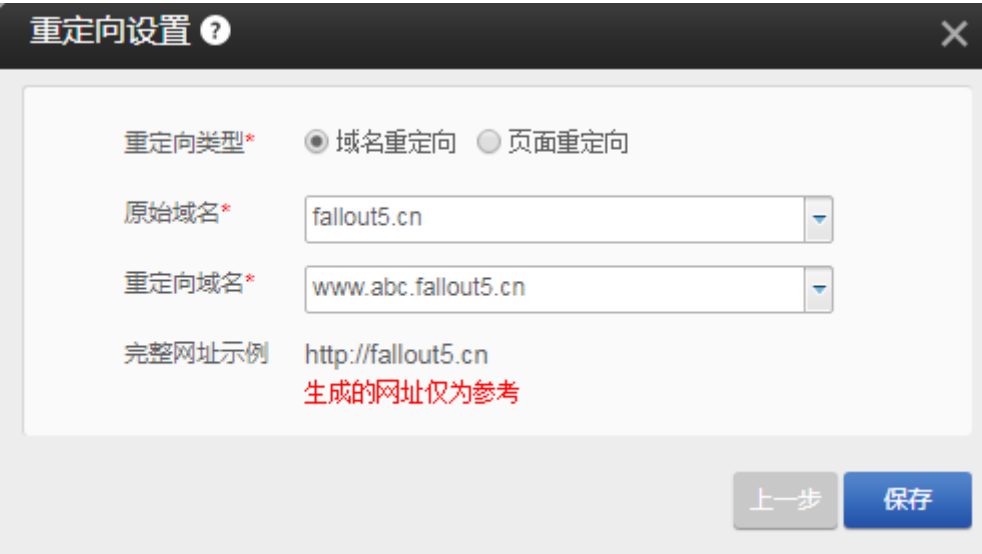 重定向设置 ?
重定向类型* 域名重定向 页面重定向
原始域名* fallout5.cn
重定向域名* www.abc.fallout5.cn
完整网址示例 http://fallout5.cn
生成的网址仅为参考
上一步 保存